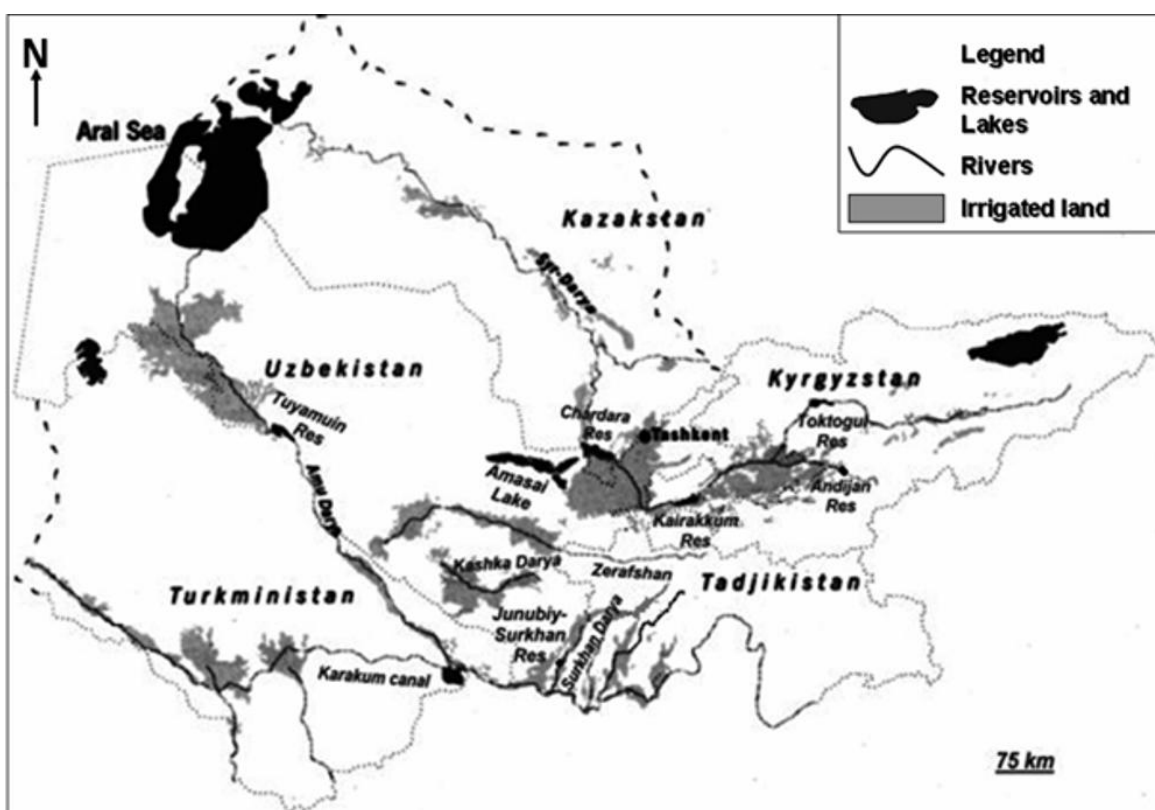 N
Aral Sea
Legend
Reservoirs and
Lakes
Rivers
Irrigated land
Kazakstan
Syr-Darya
Uzbekistan
Tuyamuin
Res
Kyrgyzstan
Chardara
Res
Tashkent
Toktogul
Res
Amasai
Lake
Andijan
Res
Amu Darya
Kairakkum
Res
Kashka Darya
Zerafshan
Turkministan
Tadjikistan
Junubiy-
Surkhan
Res
Surkhan Darya
Karakum canal
75 km